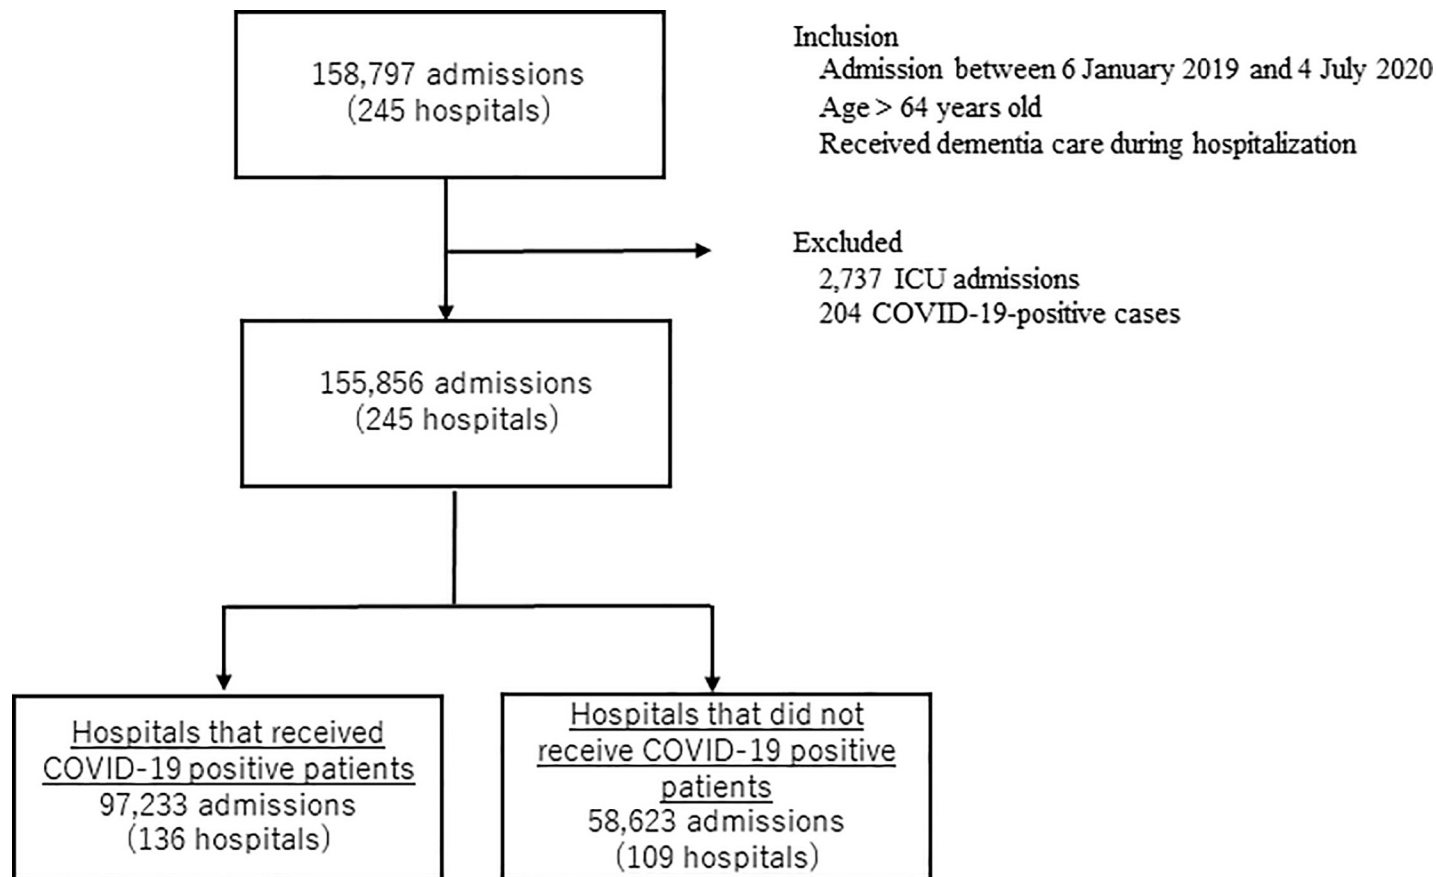 158,797 admissions
(245 hospitals)
Inclusion
Admission between 6 January 2019 and 4 July 2020
Age > 64 years old
Received dementia care during hospitalization
Excluded
2,737 ICU admissions
204 COVID-19-positive cases
155,856 admissions
(245 hospitals)
Hospitals that received
COVID-19 positive patients
97,233 admissions
(136 hospitals)
Hospitals that did not
receive COVID-19 positive
patients
58,623 admissions
(109 hospitals)